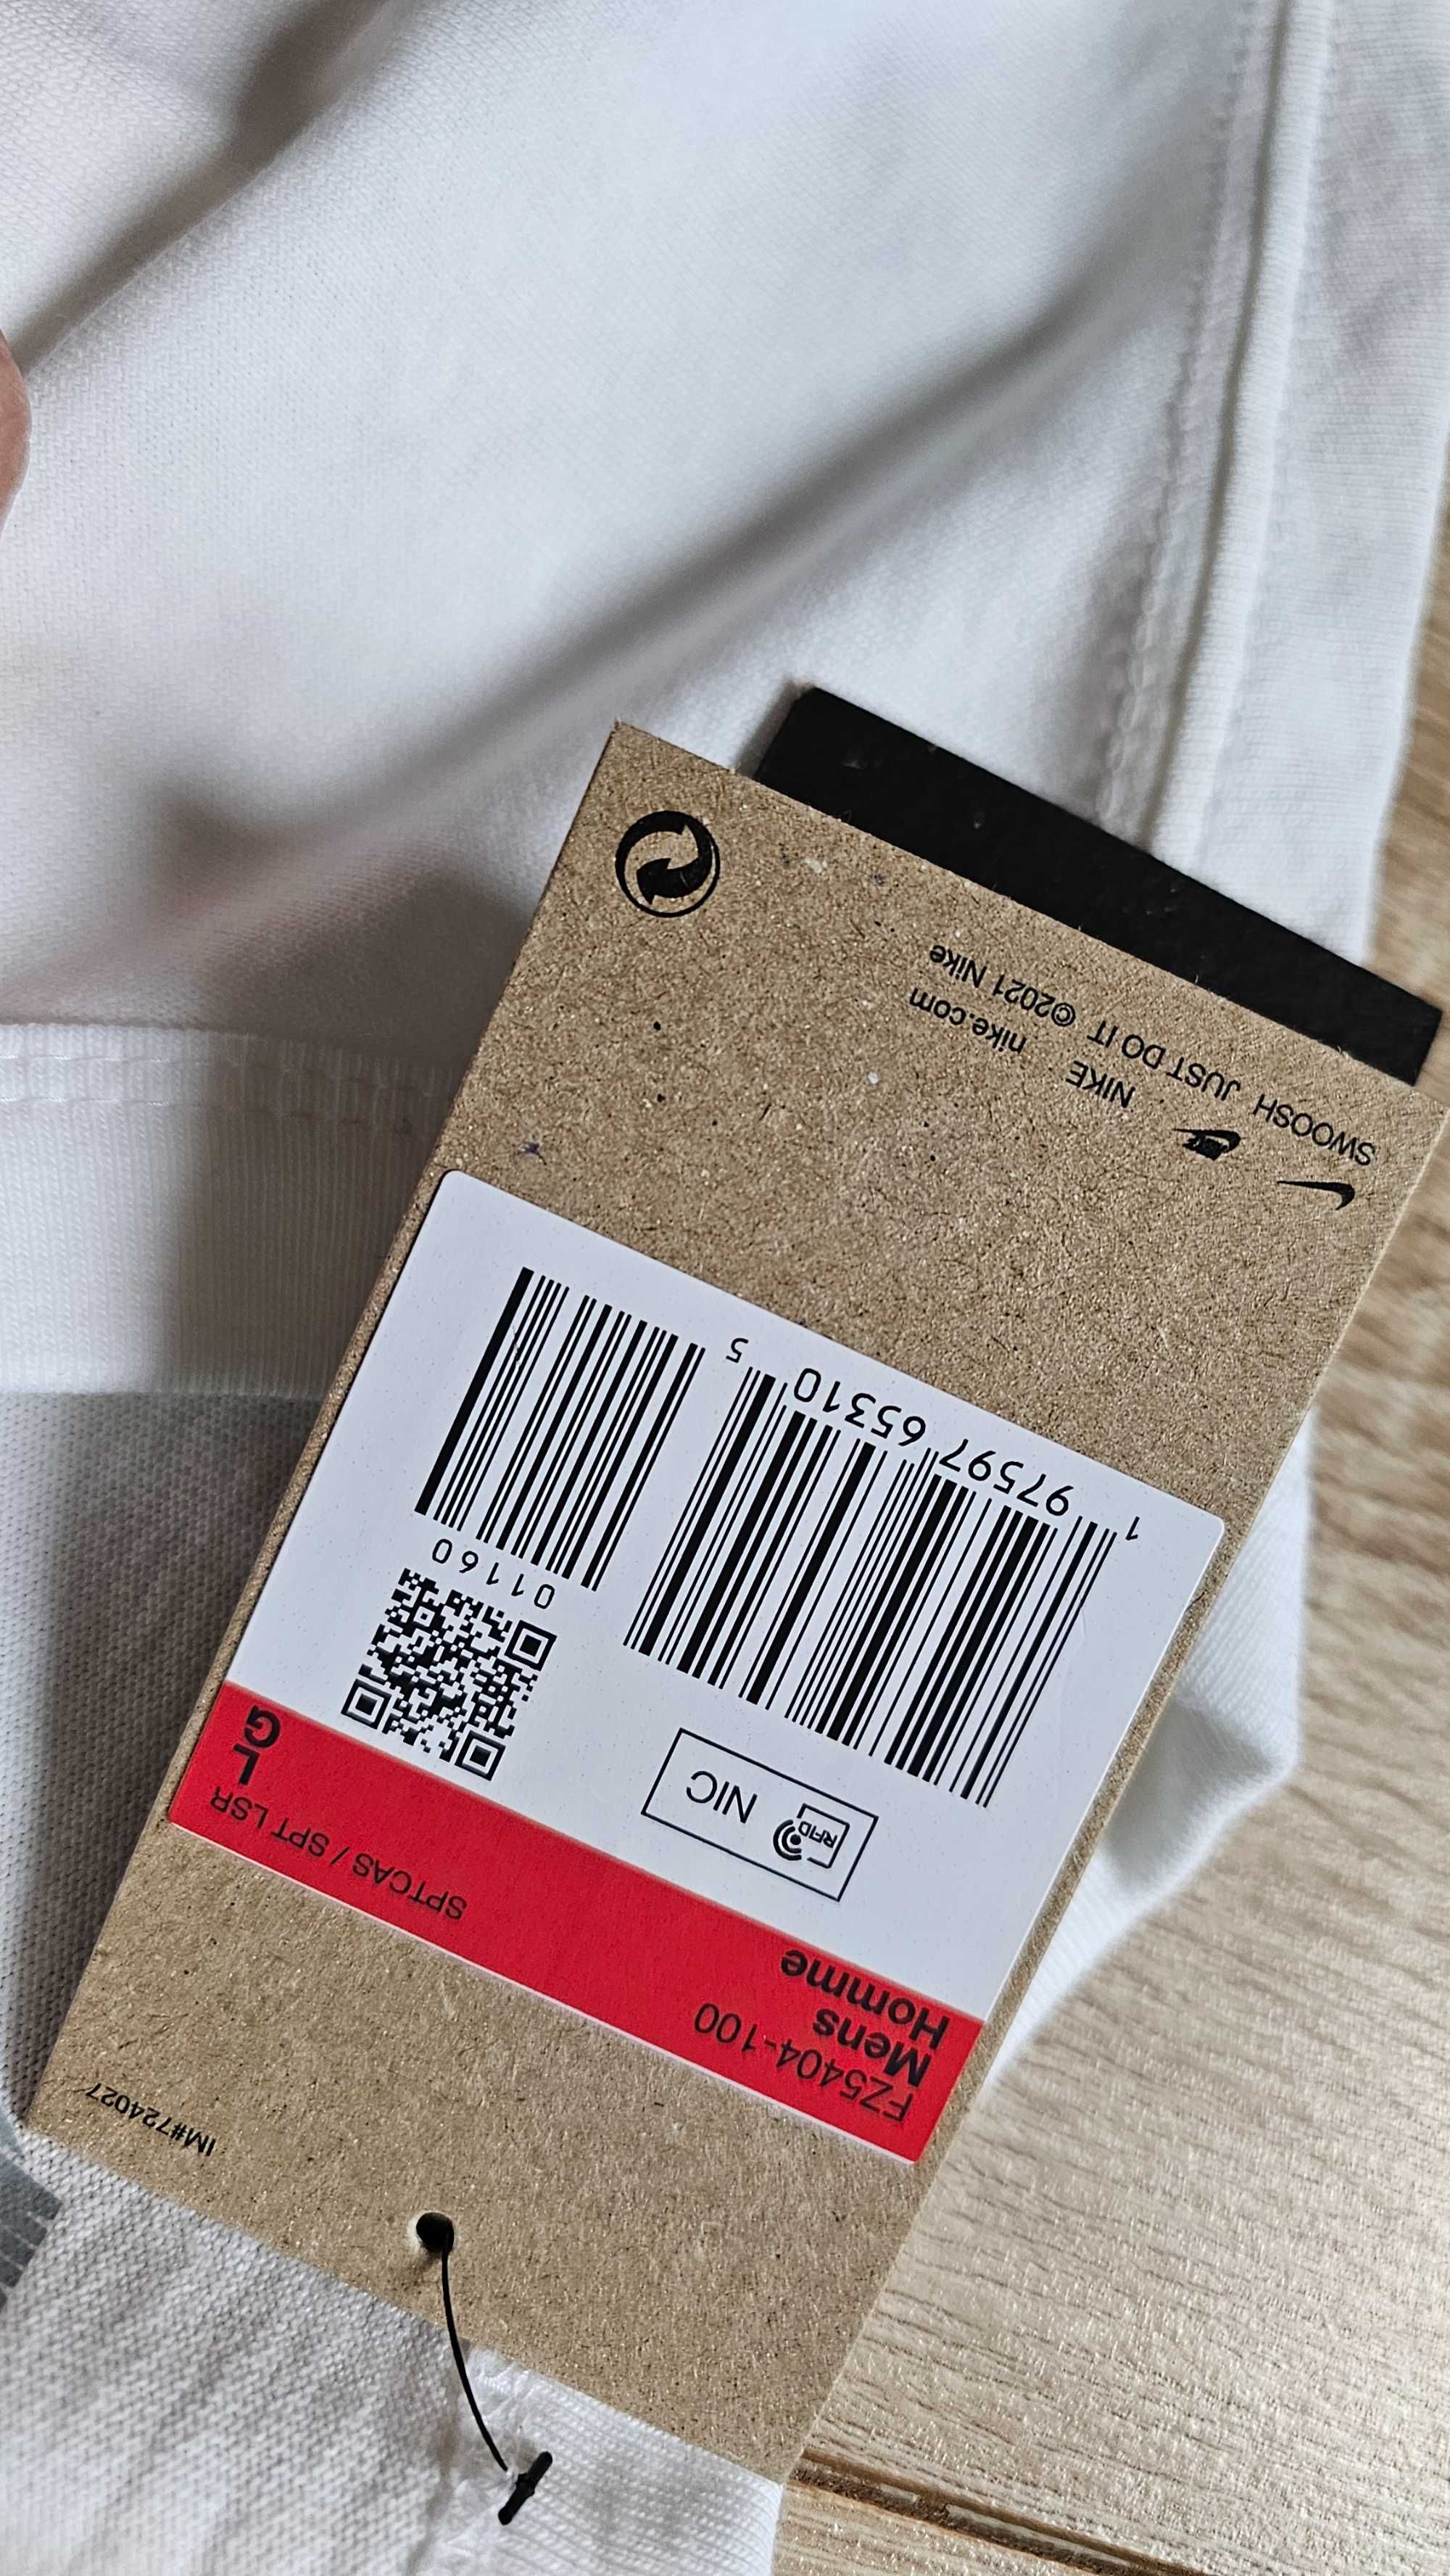 IM#724027
FZ5404-100
Mens
Homme
SPTCAS / SPT LSR
L
G
RFID NIC
01160
1 97597 65310 5
SWOOSH NIKE
JUST DO IT nike.com
©2021 Nike